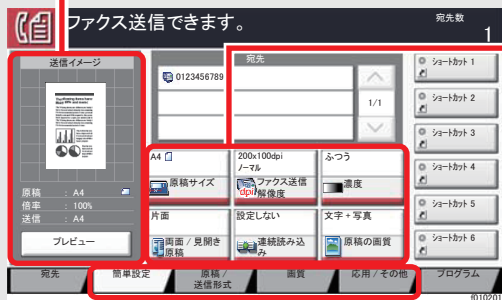 ファクス送信できます。
宛先数
1
送信イメージ
原稿 : A4
倍率 : 100%
送信 : A4
プレビュー
宛先
0123456789
1/1
A4
原稿サイズ
200x100dpi
ノーマル
dpi
ファクス送信
解像度
ふつう
濃度
片面
両面 / 見開き
原稿
設定しない
連続読み込
み
文字 + 写真
原稿の画質
ショートカット 1
ショートカット 2
ショートカット 3
ショートカット 4
ショートカット 5
ショートカット 6
宛先
簡単設定
原稿 /
送信形式
画質
応用 / その他
プログラム
f010201